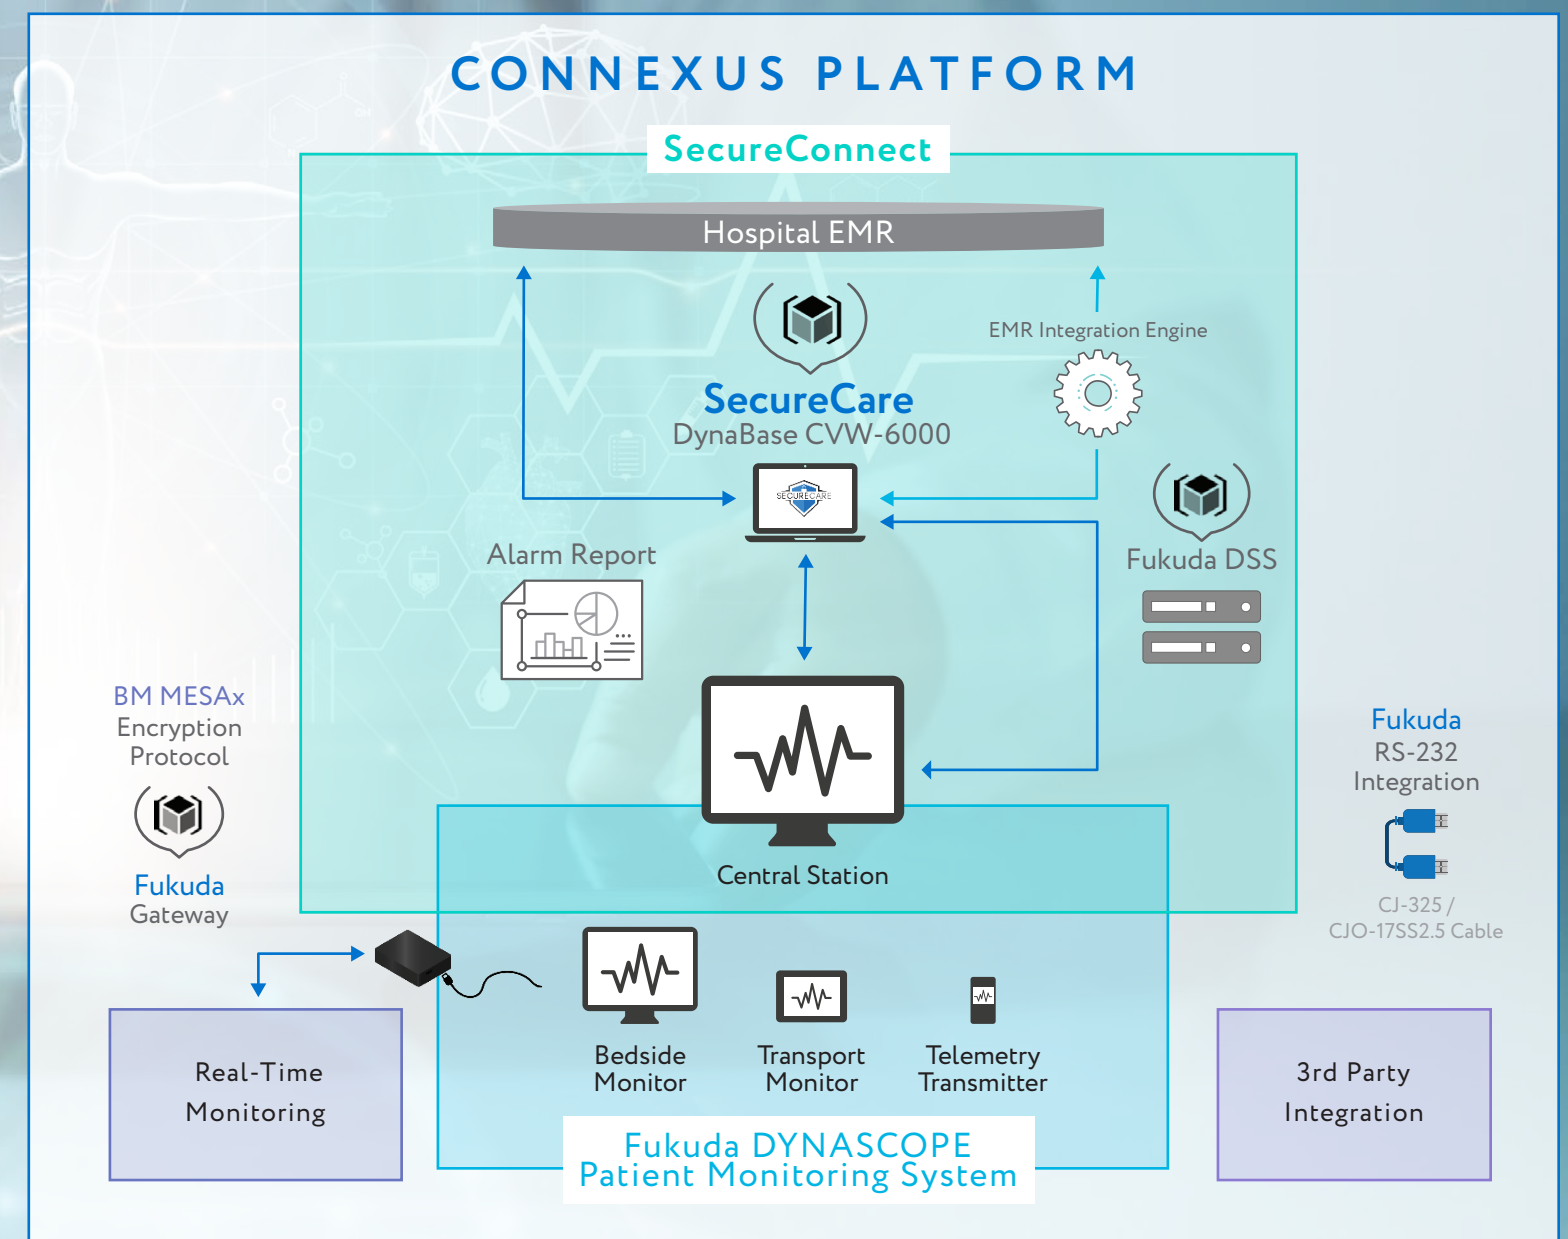 CONNEXUS PLATFORM
SecureConnect
Hospital EMR
EMR Integration Engine
SecureCare
DynaBase CVW-6000
SECURECARE
Alarm Report
Fukuda DSS
BM MESAx
Encryption
Protocol
Fukuda
Gateway
Fukuda
RS-232
Integration
CJ-325 /
CJO-17SS2.5 Cable
Central Station
Bedside
Monitor
Transport
Monitor
Telemetry
Transmitter
Real-Time
Monitoring
3rd Party
Integration
Fukuda DYNASCOPE
Patient Monitoring System